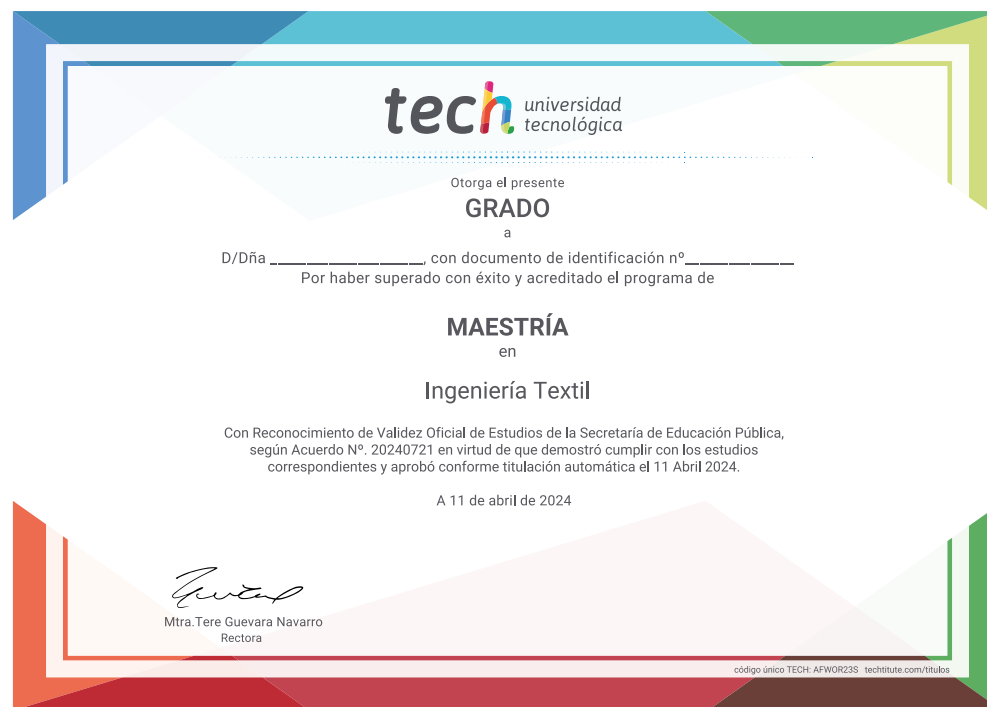 tech universidad
tecnológica
Otorga el presente
GRADO
a
D/Dña ____________________, con documento de identificación nº______________
Por haber superado con éxito y acreditado el programa de
MAESTRÍA
en
Ingeniería Textil
Con Reconocimiento de Validez Oficial de Estudios de la Secretaría de Educación Pública,
según Acuerdo Nº. 20240721 en virtud de que demostró cumplir con los estudios
correspondientes y aprobó conforme titulación automática el 11 Abril 2024.
A 11 de abril de 2024
Mtra.Tere Guevara Navarro
Rectora
código único TECH: AFWOR23S techtitute.com/titulos